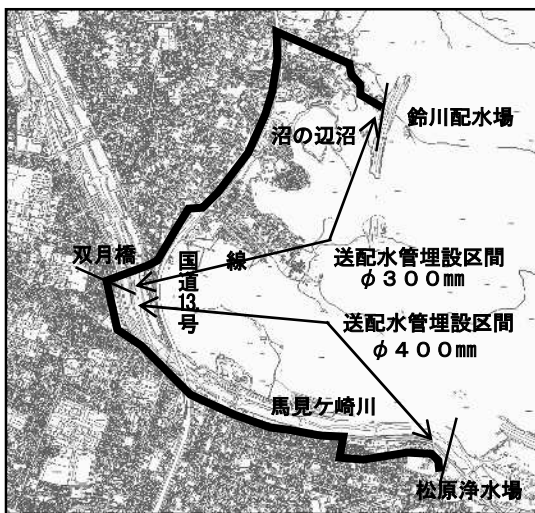 鈴川配水場
沼の辺沼
双月橋
国道13号
線
送配水管埋設区間
φ300㎜
送配水管埋設区間
φ400㎜
馬見ケ崎川
松原浄水場